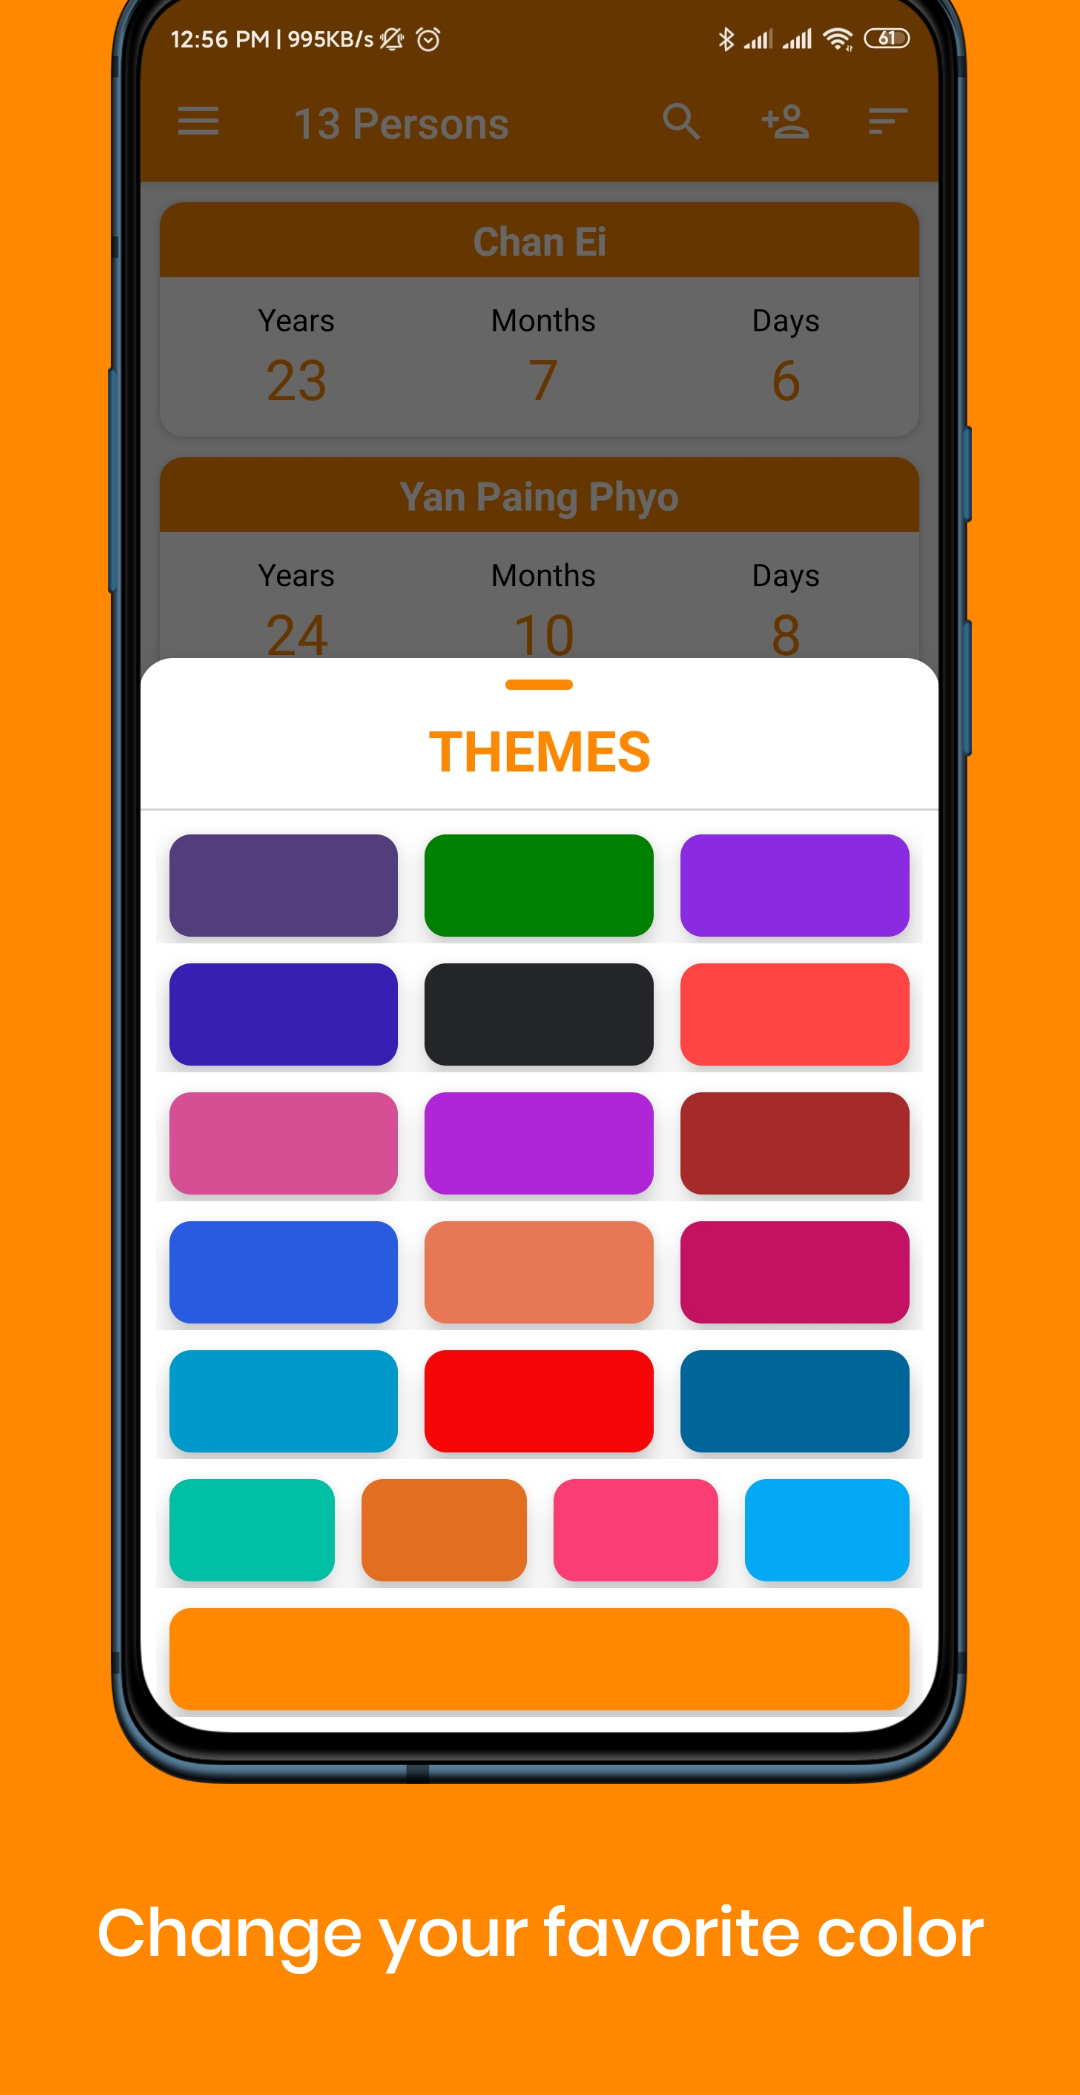 12:56 PM | 995KB/s
61
13 Persons
Chan Ei
Years Months Days
23 7 6
Yan Paing Phyo
Years Months Days
24 10 8
THEMES
Change your favorite color